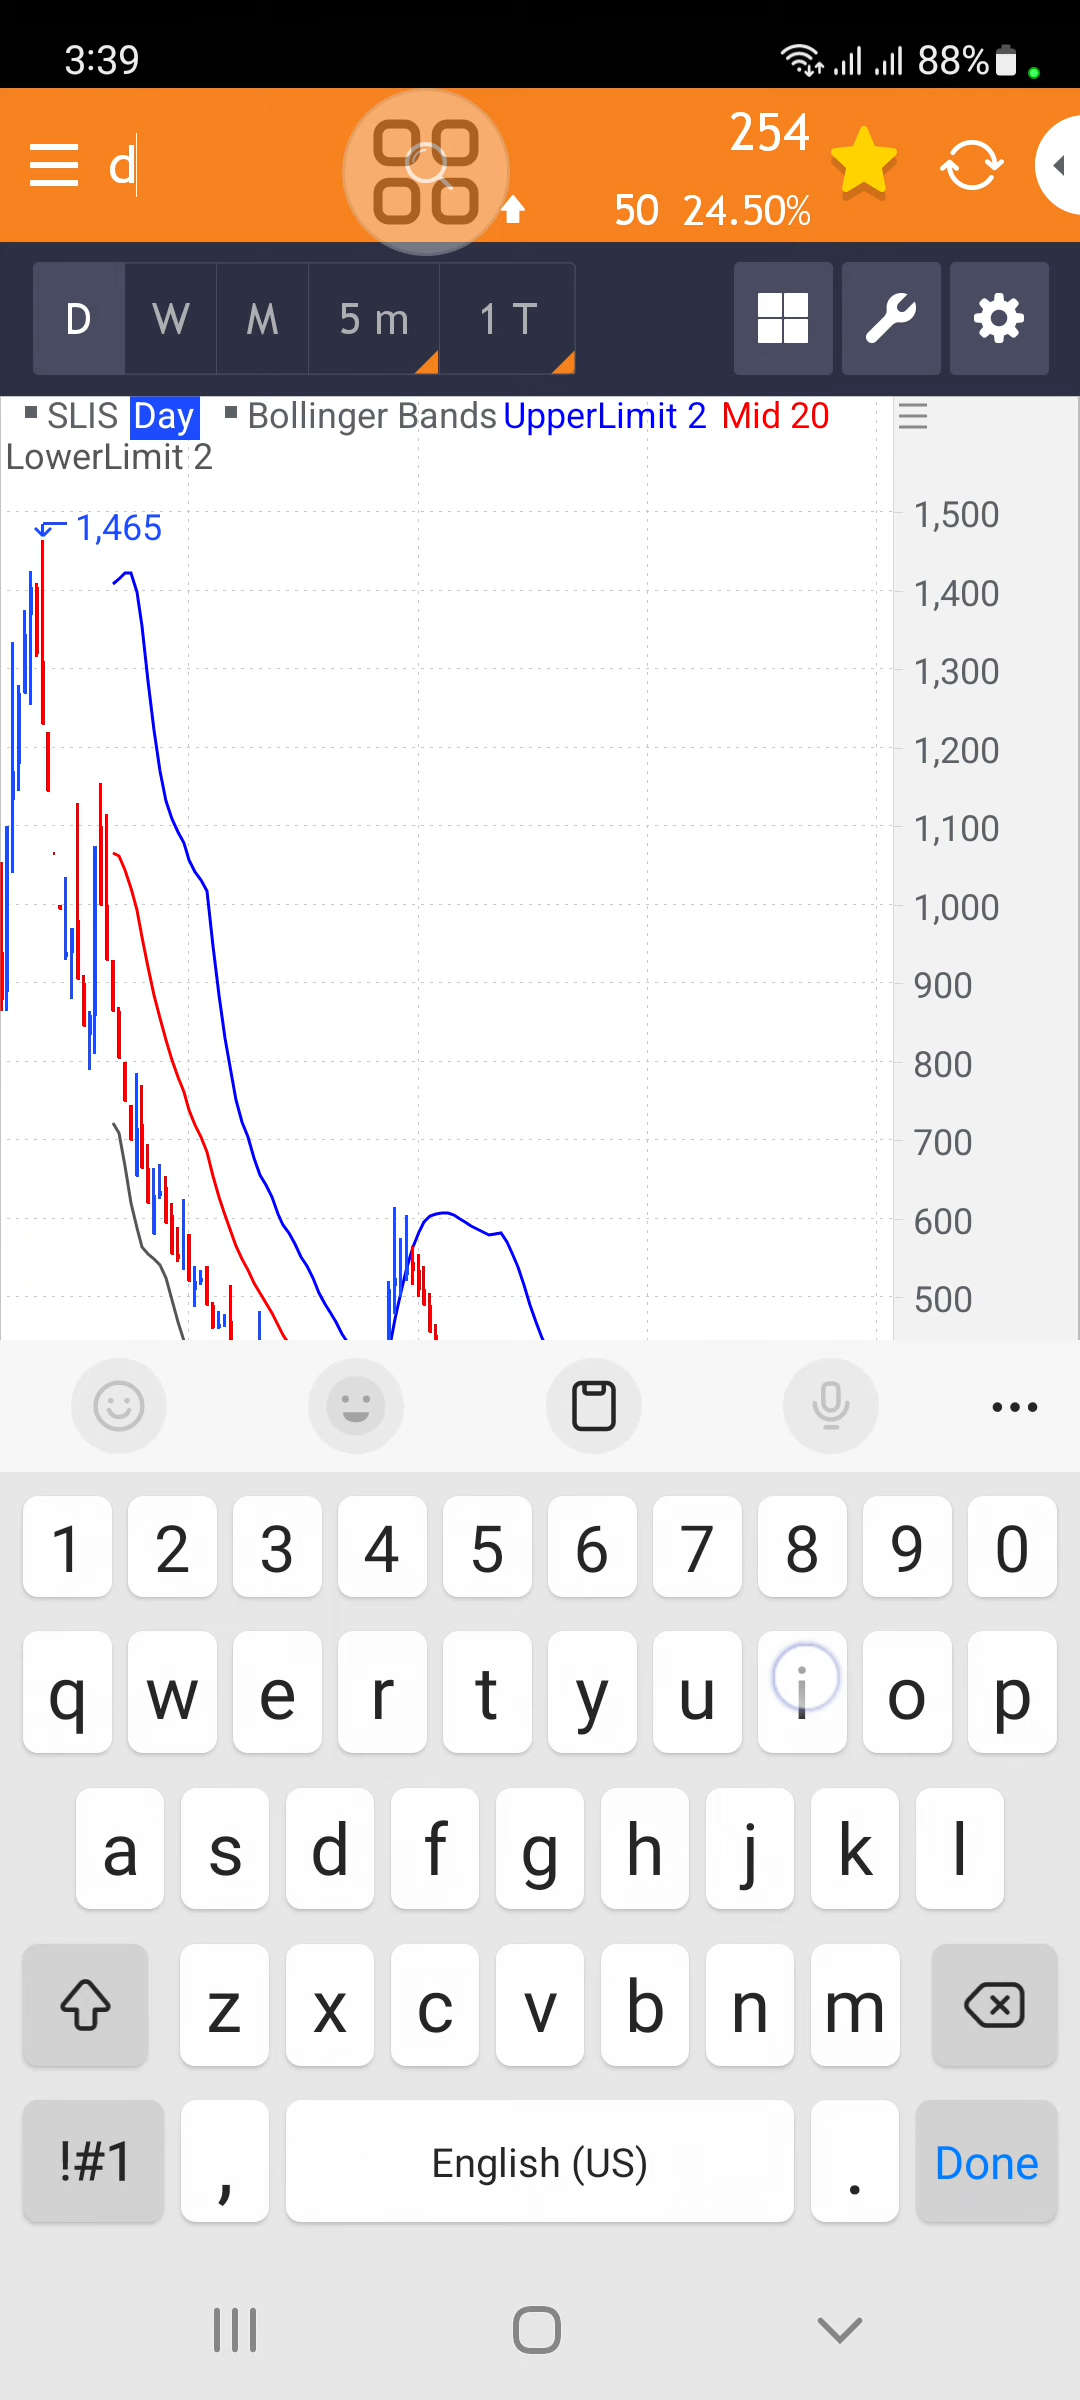 3:39 88%
d 254
50 24.50%
D W M 5 m 1 T
SLIS Day Bollinger Bands UpperLimit 2 Mid 20
LowerLimit 2
1,465
1,500
1,400
1,300
1,200
1,100
1,000
900
800
700
600
500
1 2 3 4 5 6 7 8 9 0
q w e r t y u i o p
a s d f g h j k l
z x c v b n m
!#1 , English (US) . Done